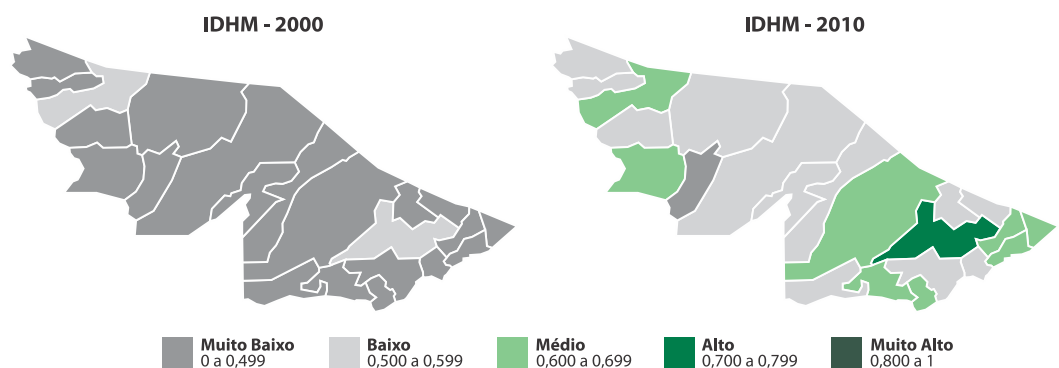 IDHM - 2000
IDHM - 2010
Muito Baixo
0 a 0,499
Baixo
0,500 a 0,599
Médio
0,600 a 0,699
Alto
0,700 a 0,799
Muito Alto
0,800 a 1